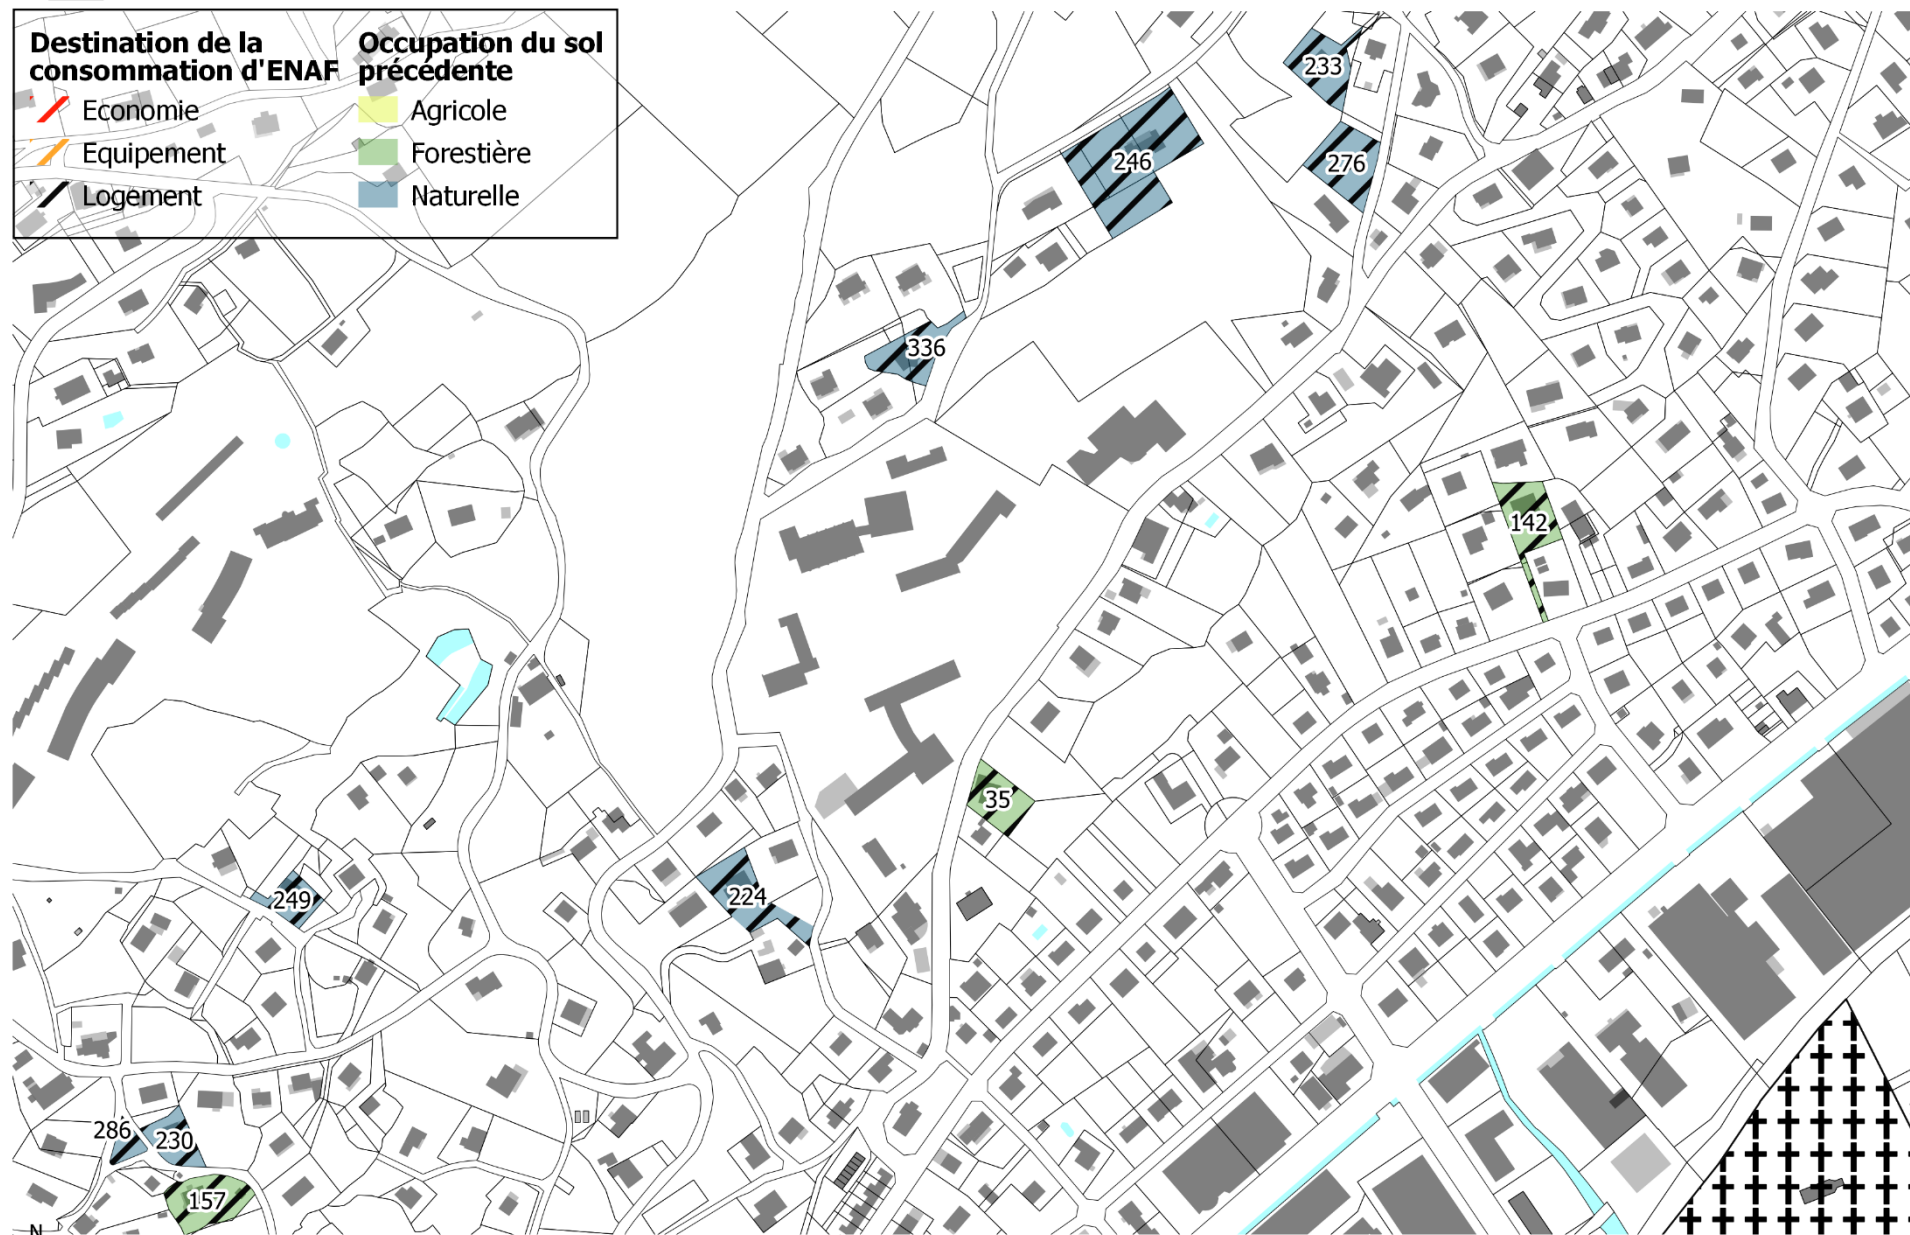 Destination de la
consommation d'ENAF
Economie
Equipement
Logement
Occupation du sol
précédente
Agricole
Forestière
Naturelle
233
246
276
336
142
35
224
249
286
230
157
N